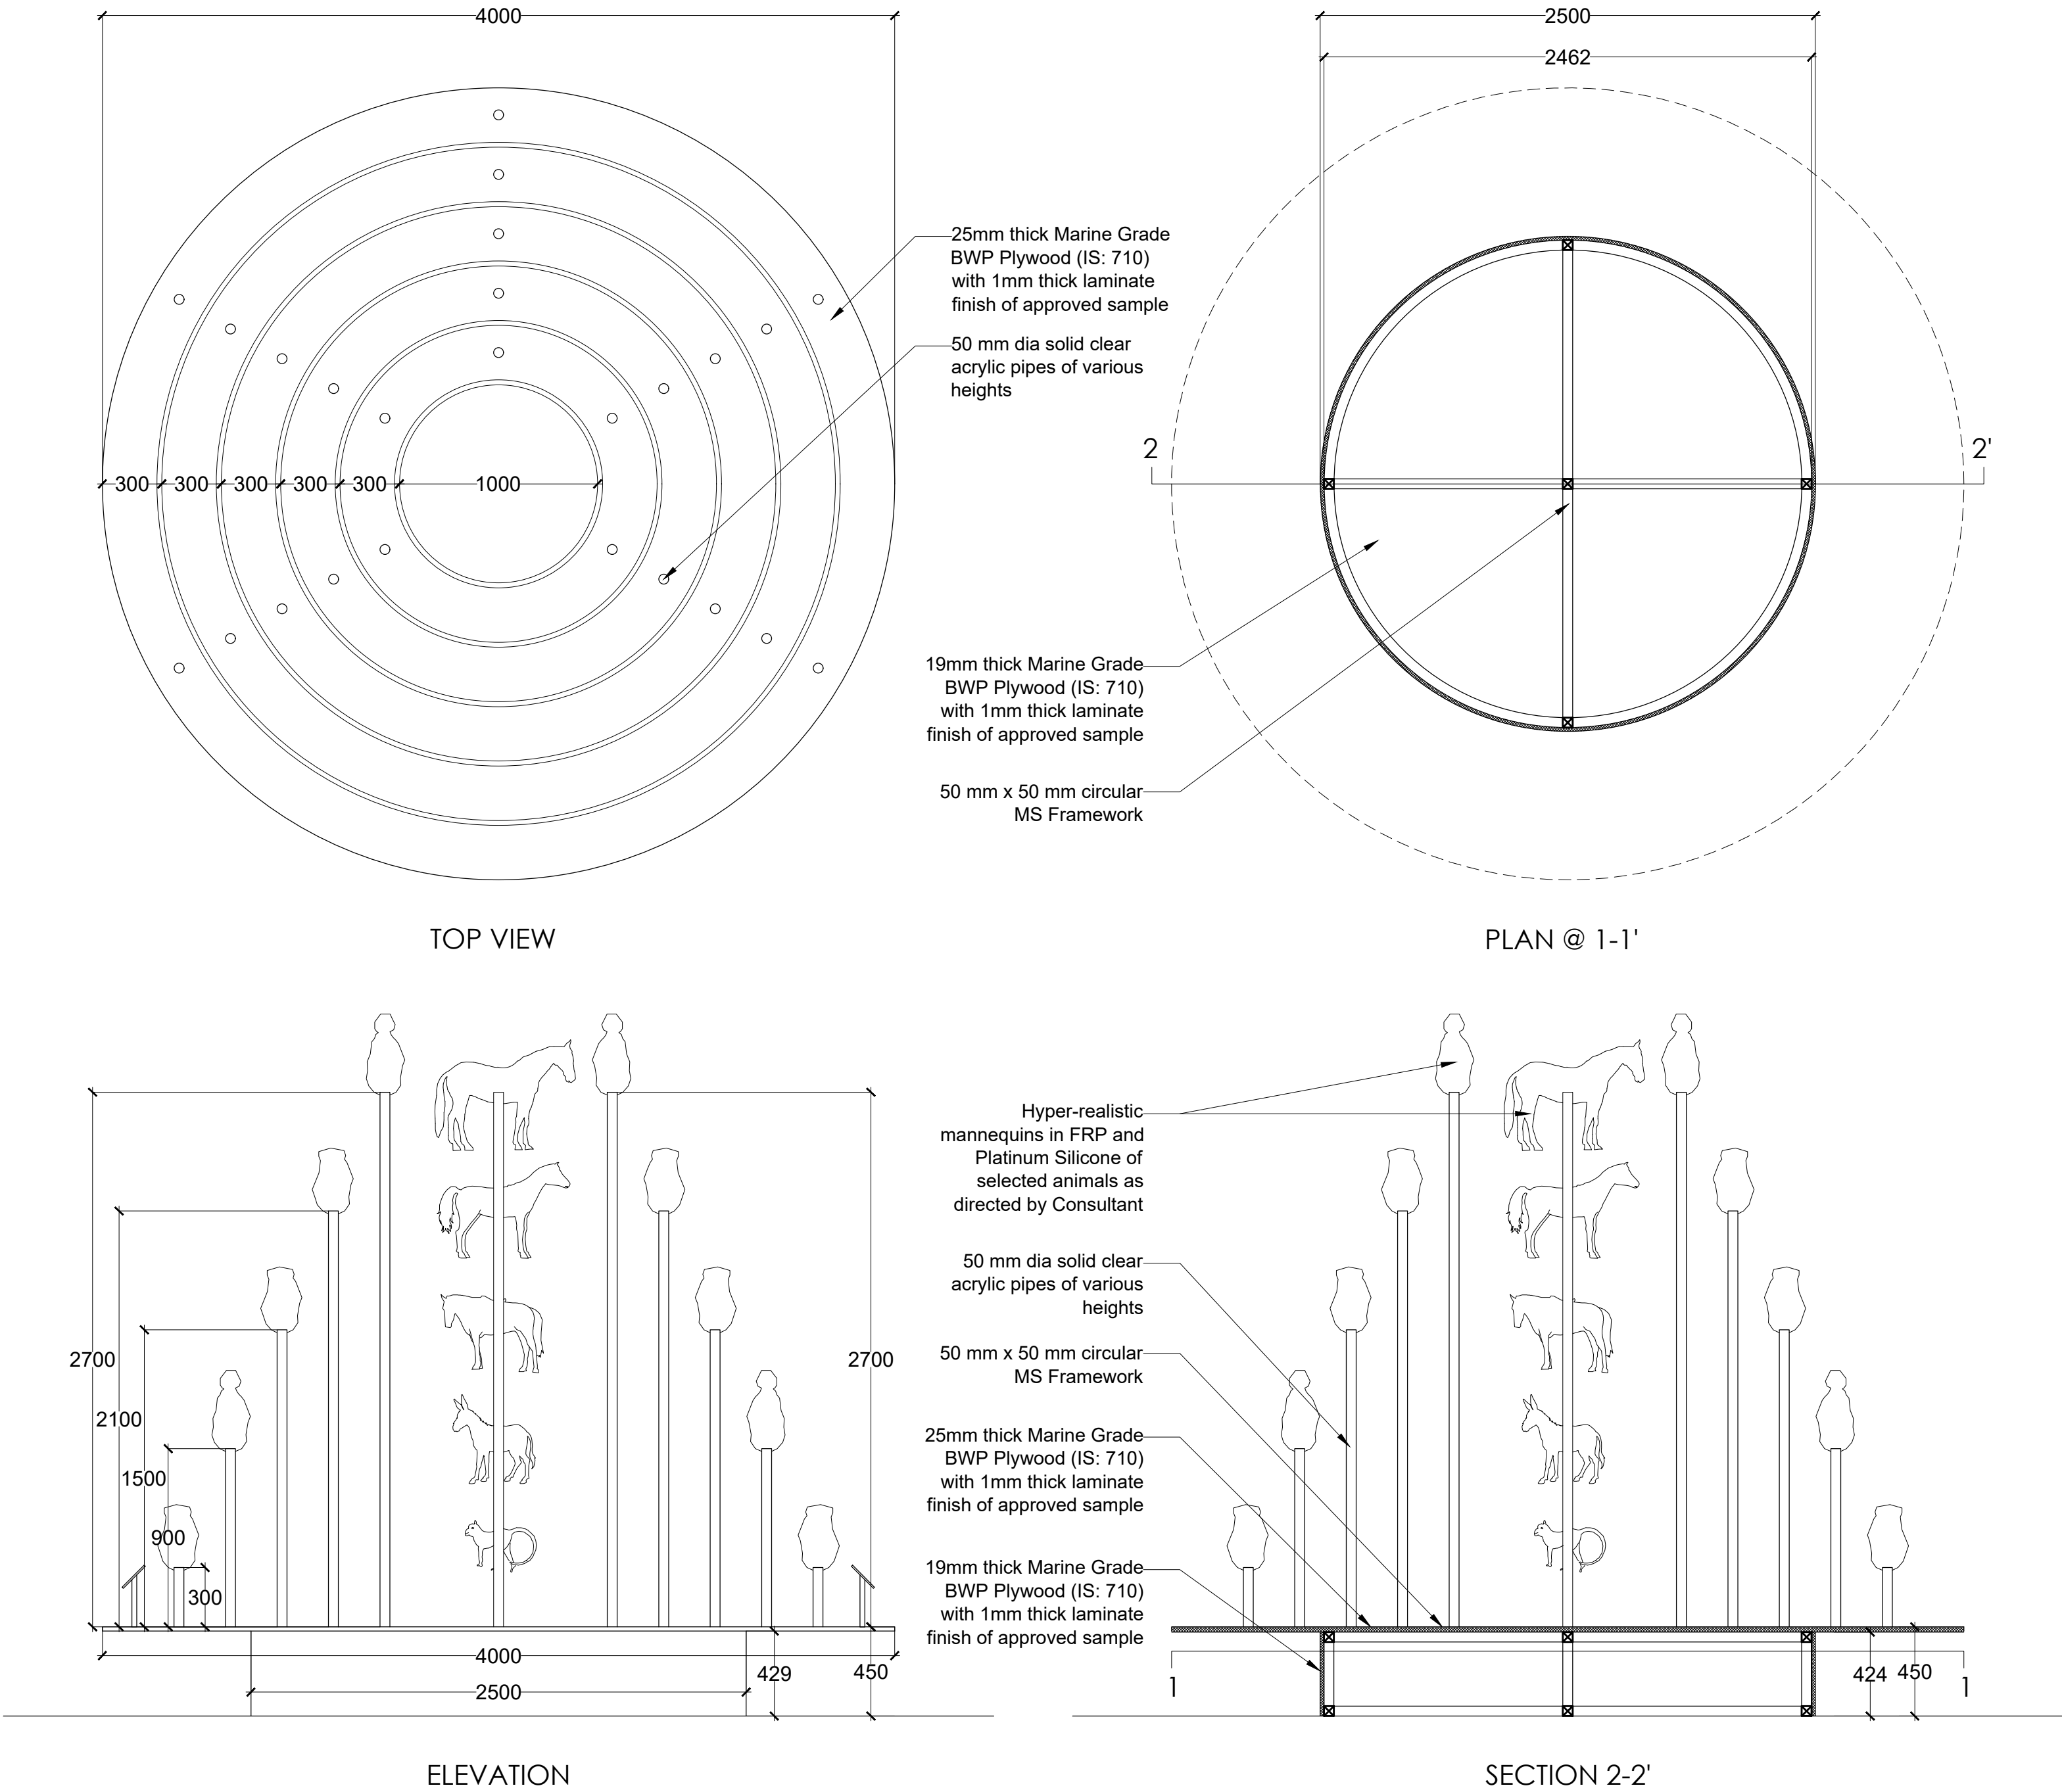 4000
25mm thick Marine Grade
BWP Plywood (IS: 710)
with 1mm thick laminate
finish of approved sample
50 mm dia solid clear
acrylic pipes of various
heights
300 300 300 300 300 1000
TOP VIEW
2500
2462
2 2'
19mm thick Marine Grade
BWP Plywood (IS: 710)
with 1mm thick laminate
finish of approved sample
50 mm x 50 mm circular
MS Framework
PLAN @ 1-1'
2700
2100
1500
900
300
2700
4000
2500
429
450
ELEVATION
Hyper-realistic
mannequins in FRP and
Platinum Silicone of
selected animals as
directed by Consultant
50 mm dia solid clear
acrylic pipes of various
heights
50 mm x 50 mm circular
MS Framework
25mm thick Marine Grade
BWP Plywood (IS: 710)
with 1mm thick laminate
finish of approved sample
19mm thick Marine Grade
BWP Plywood (IS: 710)
with 1mm thick laminate
finish of approved sample
1 1
424 450
SECTION 2-2'